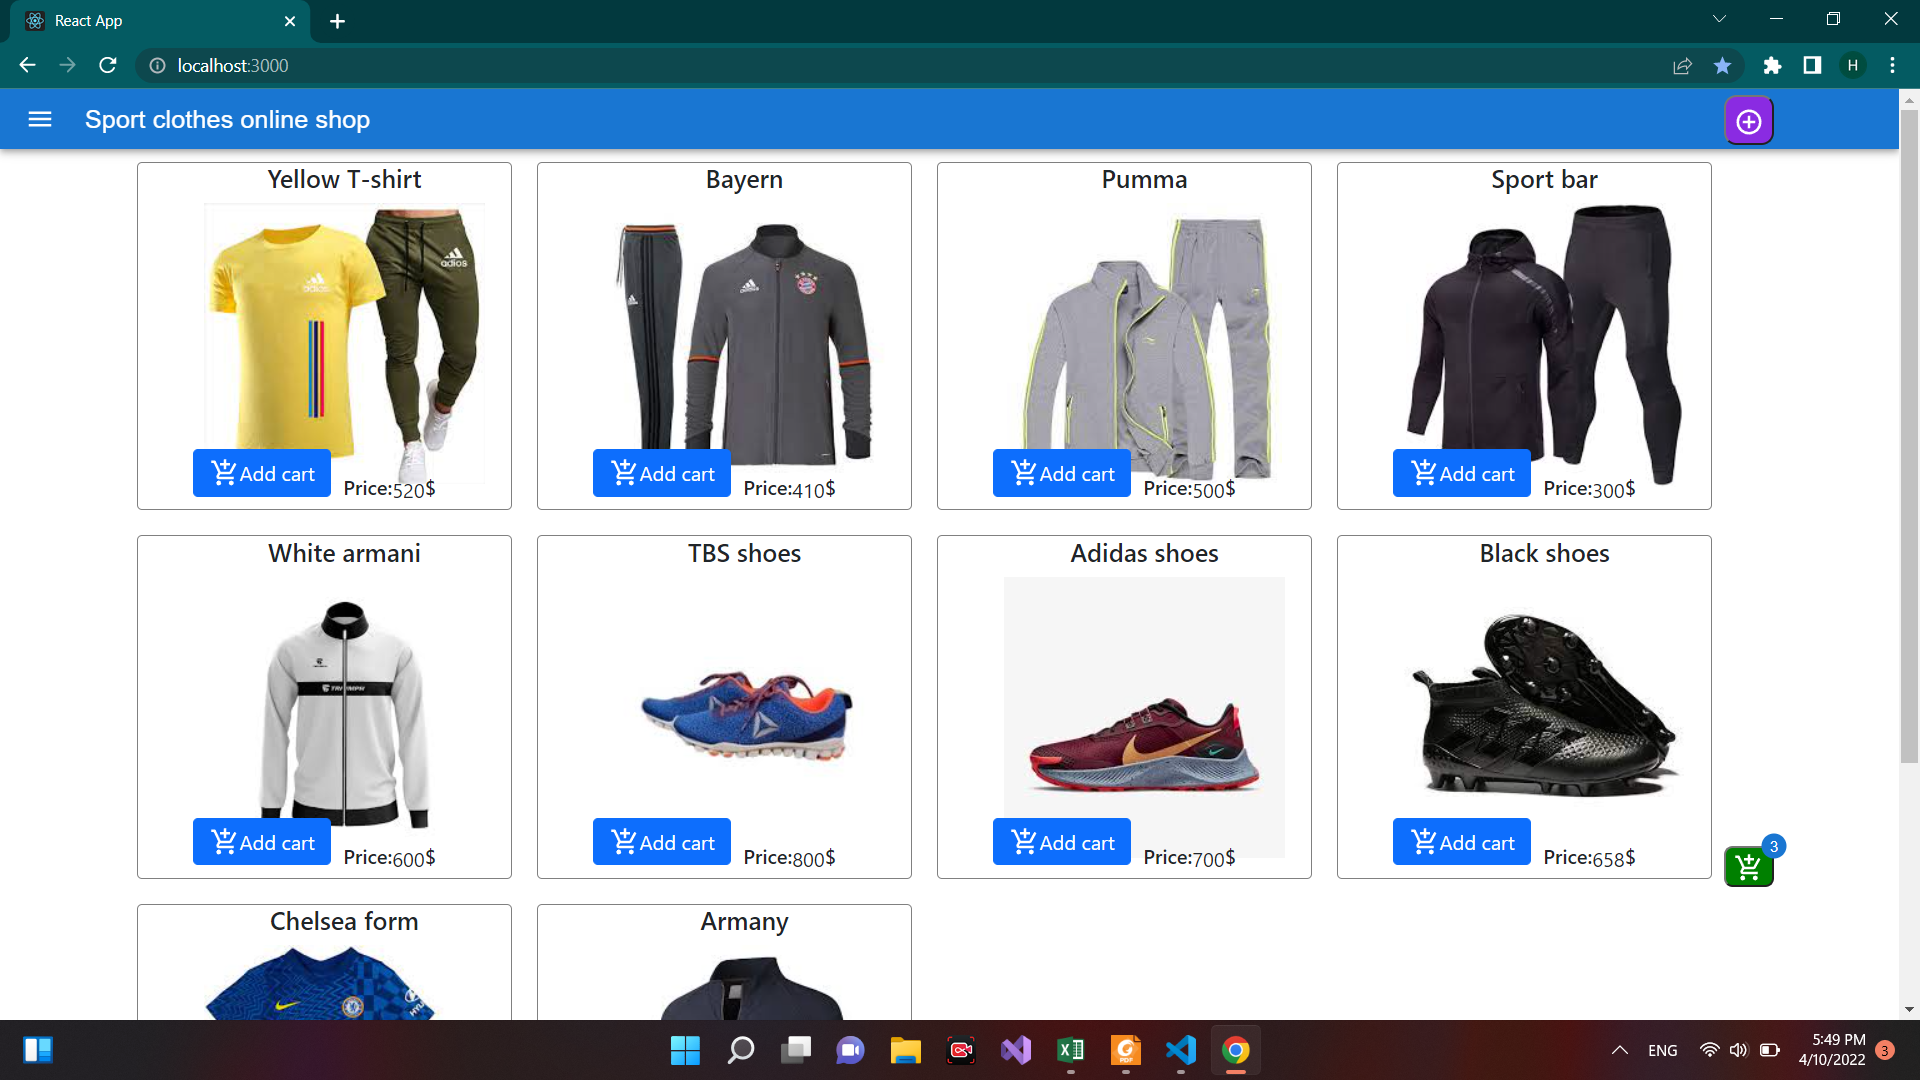 React App
localhost:3000
H
Sport clothes online shop
Yellow T-shirt
adios
adios
Add cart
Price:520$
Bayern
Add cart
Price:410$
Pumma
Add cart
Price:500$
Sport bar
Add cart
Price:300$
White armani
TRIUMPH
Add cart
Price:600$
TBS shoes
Add cart
Price:800$
Adidas shoes
Add cart
Price:700$
Black shoes
Add cart
Price:658$
3
Chelsea form
Armany
ENG
5:49 PM
4/10/2022
3